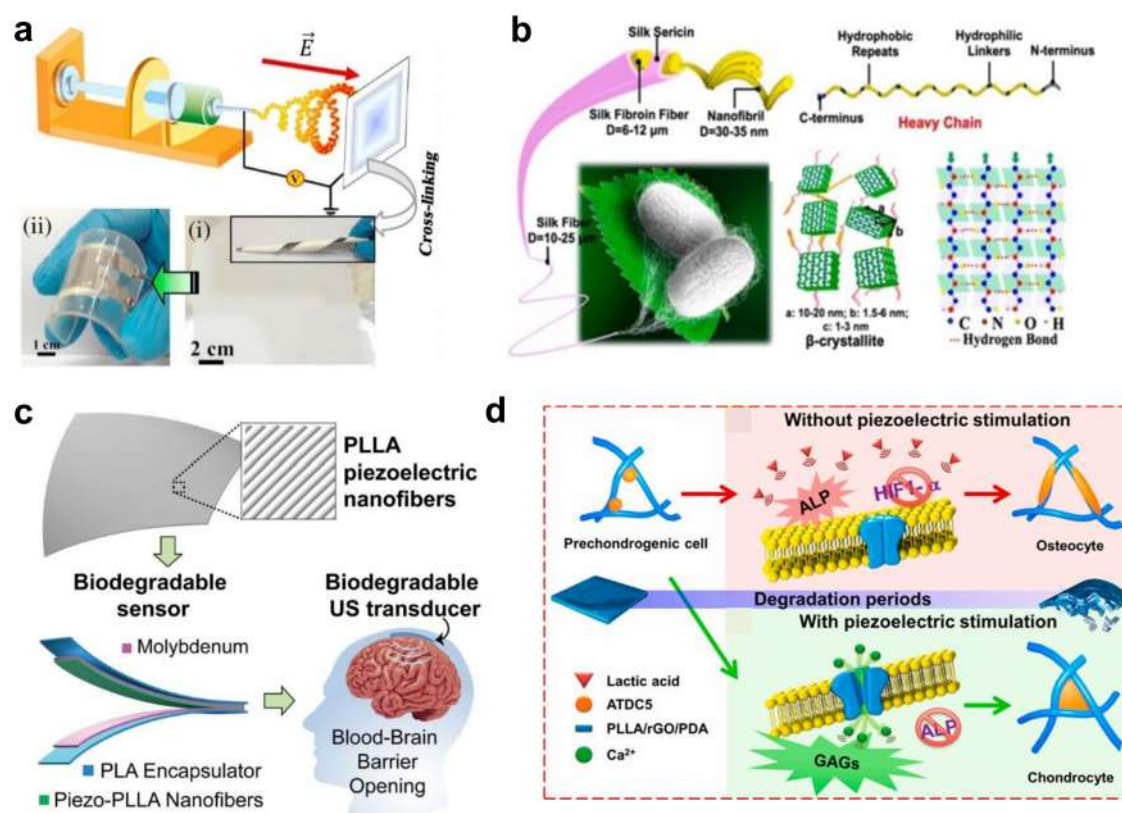 a
E
V
Cross-linking
(ii)
(i)
1 cm
2 cm
b
Silk Sericin
Silk Fibroin Fiber
D=6-12 µm
Nanofibril
D=30-35 nm
Hydrophobic
Repeats
Hydrophilic
Linkers
N-terminus
C-terminus
Heavy Chain
Silk Fiber
D=10-25 µm
a
b
a: 10-20 nm; b: 1.5-6 nm;
c: 1-3 nm
β-crystallite
C N O H
Hydrogen Bond
c
PLLA
piezoelectric
nanofibers
Biodegradable
sensor
Molybdenum
PLA Encapsulator
Piezo-PLLA Nanofibers
Biodegradable
US transducer
Blood-Brain
Barrier
Opening
d
Without piezoelectric stimulation
Prechondrogenic cell
ALP
HIF1-α
Osteocyte
Degradation periods
With piezoelectric stimulation
Lactic acid
ATDC5
PLLA/rGO/PDA
Ca²⁺
GAGs
ALP
Chondrocyte